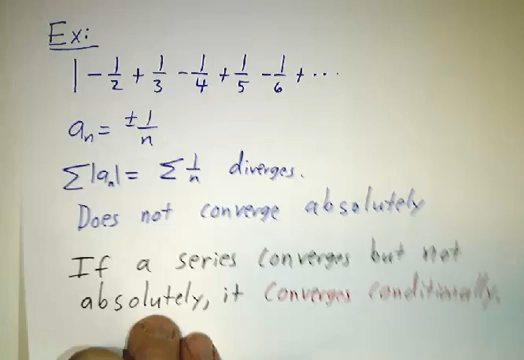 Ex:
1 - 1/2 + 1/3 - 1/4 + 1/5 - 1/6 + ...
aₙ = ± 1/n
∑|aₙ| = ∑ 1/n diverges.
Does not converge absolutely
If a series converges but not
absolutely, it converges conditionally.